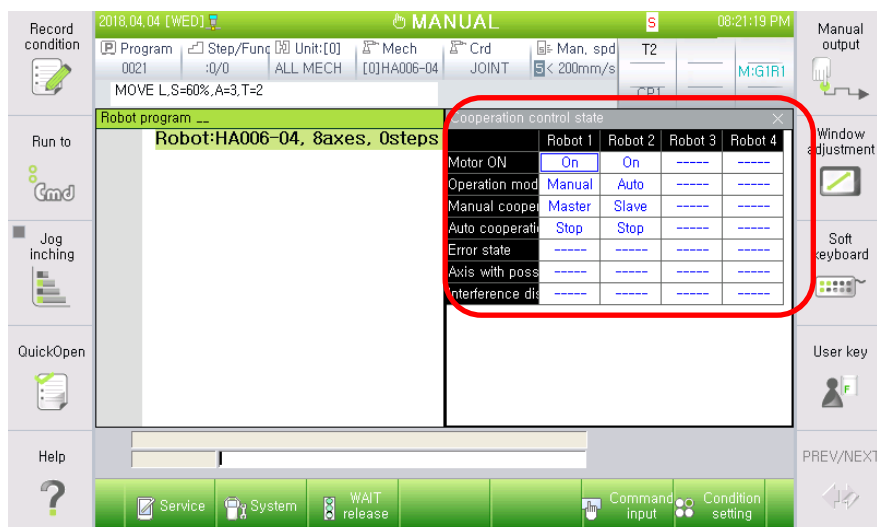 Record
condition
2018,04,04 [WED]
MANUAL
S
08:21:19 PM
Manual
output
P Program
Step/Func
Unit:[0]
Mech
Crd
Man, spd
T2
0021
:0/0
ALL MECH
[0]HA006-04
JOINT
5< 200mm/s
M:G1R1
MOVE L,S=60%,A=3,T=2
Robot program __
Cooperation control state
Robot:HA006-04, 8axes, 0steps
Robot 1 Robot 2 Robot 3 Robot 4
Motor ON On On ----- -----
Operation mod Manual Auto ----- -----
Manual cooper Master Slave ----- -----
Auto cooperati Stop Stop ----- -----
Error state ----- ----- ----- -----
Axis with poss ----- ----- ----- -----
Interference dis ----- ----- ----- -----
Run to
Cmd
Window
adjustment
Jog
inching
Soft
keyboard
QuickOpen
User key
F
Help
?
PREV/NEXT
Service
System
WAIT
release
Command
input
Condition
setting